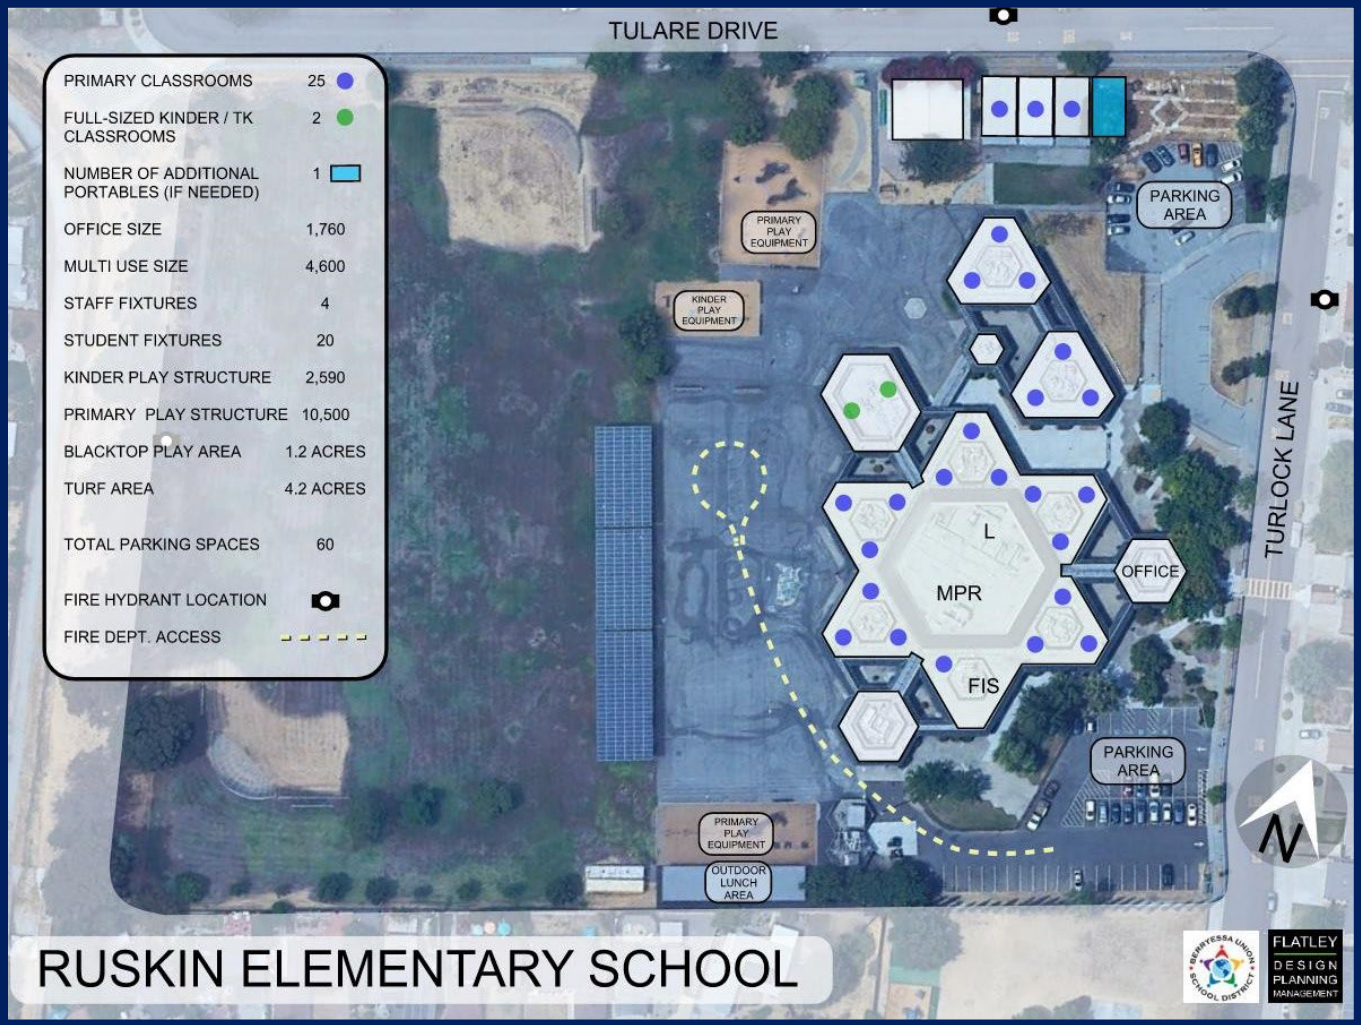 TULARE DRIVE
PRIMARY CLASSROOMS 25
FULL-SIZED KINDER / TK
CLASSROOMS 2
NUMBER OF ADDITIONAL
PORTABLES (IF NEEDED) 1
OFFICE SIZE 1,760
MULTI USE SIZE 4,600
STAFF FIXTURES 4
STUDENT FIXTURES 20
KINDER PLAY STRUCTURE 2,590
PRIMARY PLAY STRUCTURE 10,500
BLACKTOP PLAY AREA 1.2 ACRES
TURF AREA 4.2 ACRES
TOTAL PARKING SPACES 60
FIRE HYDRANT LOCATION
FIRE DEPT. ACCESS
PARKING
AREA
PRIMARY
PLAY
EQUIPMENT
KINDER
PLAY
EQUIPMENT
TURLOCK LANE
L
MPR
OFFICE
FIS
PARKING
AREA
PRIMARY
PLAY
EQUIPMENT
OUTDOOR
LUNCH
AREA
N
RUSKIN ELEMENTARY SCHOOL
BERRYESSA UNION
SCHOOL DISTRICT
FLATLEY
DESIGN
PLANNING
MANAGEMENT